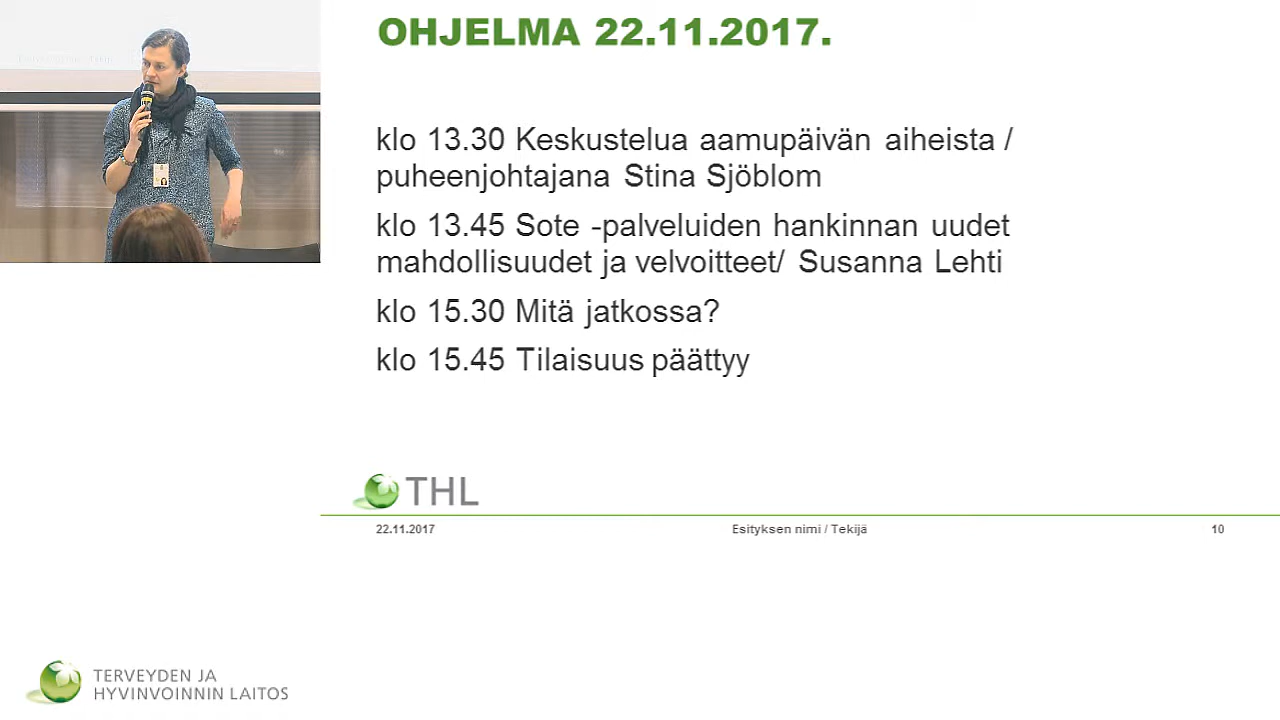 OHJELMA 22.11.2017.
klo 13.30 Keskustelua aamupäivän aiheista /
puheenjohtajana Stina Sjöblom
klo 13.45 Sote -palveluiden hankinnan uudet
mahdollisuudet ja velvoitteet/ Susanna Lehti
klo 15.30 Mitä jatkossa?
klo 15.45 Tilaisuus päättyy
THL
22.11.2017 Esityksen nimi / Tekijä 10
TERVEYDEN JA
HYVINVOINNIN LAITOS